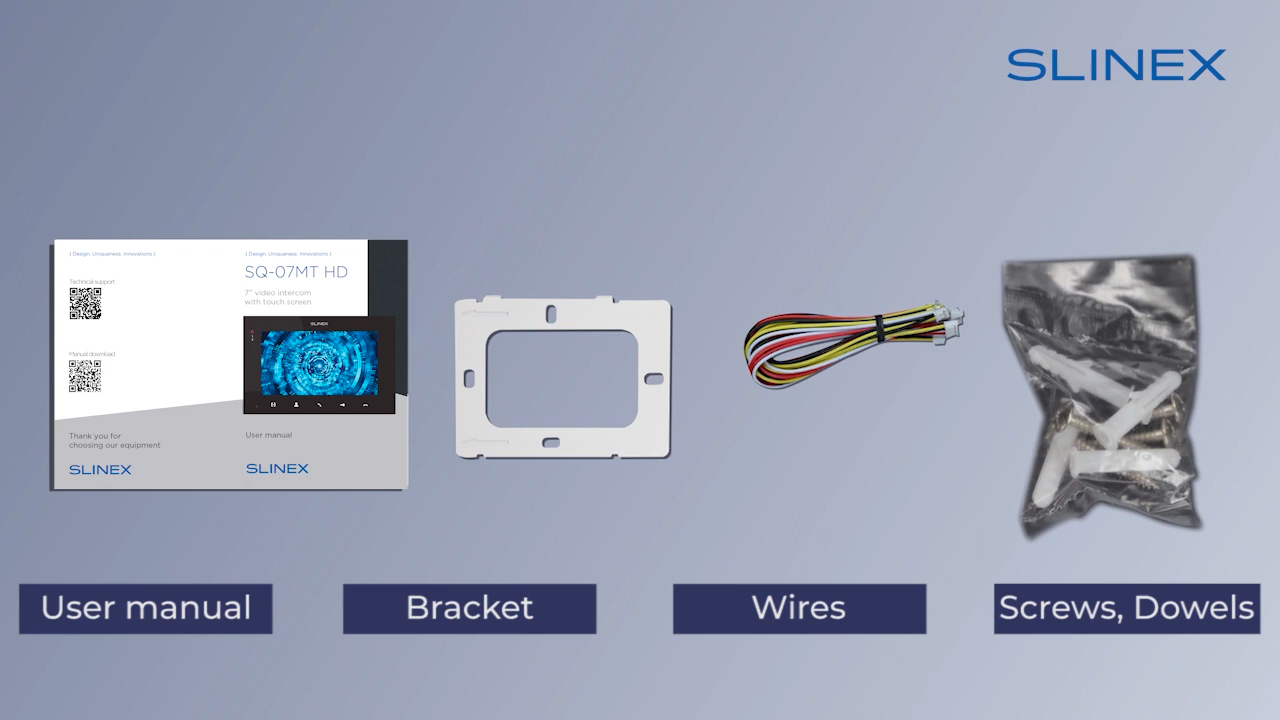 SLINEX
[ Design. Uniqueness. Innovations ]
Technical support
Manual download
Thank you for
choosing our equipment
SLINEX
[ Design. Uniqueness. Innovations ]
SQ-07MT HD
7" video intercom
with touch screen
SLINEX
User manual
SLINEX
User manual
Bracket
Wires
Screws, Dowels